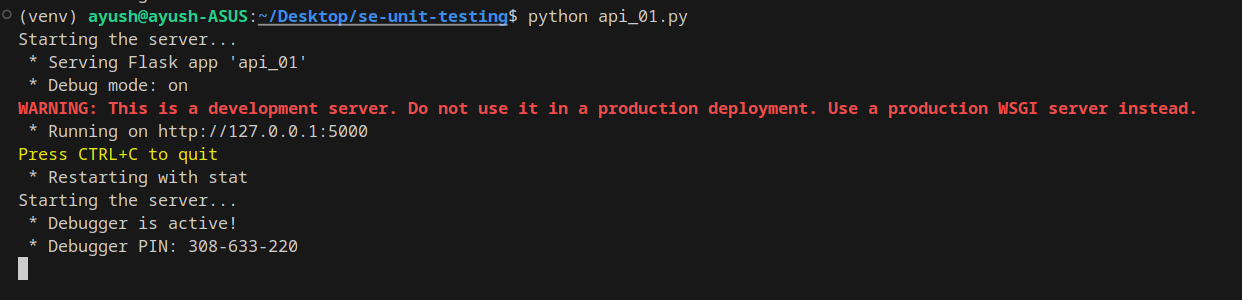 (venv) ayush@ayush-ASUS:~/Desktop/se-unit-testing$ python api_01.py
Starting the server...
 * Serving Flask app 'api_01'
 * Debug mode: on
WARNING: This is a development server. Do not use it in a production deployment. Use a production WSGI server instead.
 * Running on http://127.0.0.1:5000
Press CTRL+C to quit
 * Restarting with stat
Starting the server...
 * Debugger is active!
 * Debugger PIN: 308-633-220